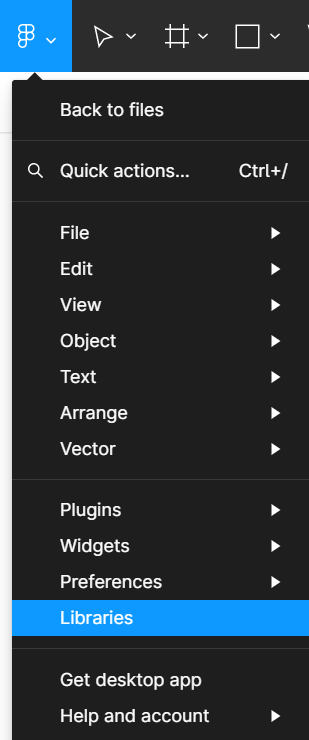 Back to files
Quick actions... Ctrl+/
File
Edit
View
Object
Text
Arrange
Vector
Plugins
Widgets
Preferences
Libraries
Get desktop app
Help and account